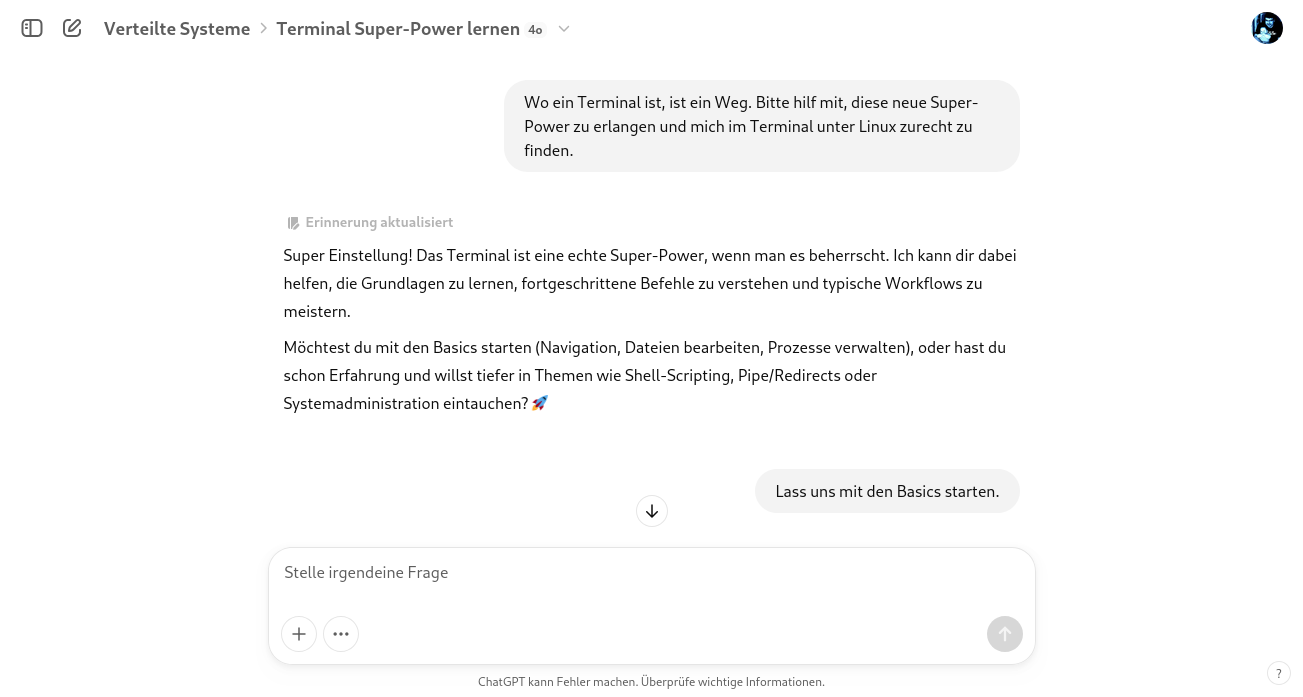 Verteilte Systeme > Terminal Super-Power lernen 4o
Wo ein Terminal ist, ist ein Weg. Bitte hilf mit, diese neue Super-
Power zu erlangen und mich im Terminal unter Linux zurecht zu
finden.
Erinnerung aktualisiert
Super Einstellung! Das Terminal ist eine echte Super-Power, wenn man es beherrscht. Ich kann dir dabei
helfen, die Grundlagen zu lernen, fortgeschrittene Befehle zu verstehen und typische Workflows zu
meistern.
Möchtest du mit den Basics starten (Navigation, Dateien bearbeiten, Prozesse verwalten), oder hast du
schon Erfahrung und willst tiefer in Themen wie Shell-Scripting, Pipe/Redirects oder
Systemadministration eintauchen? 🚀
Lass uns mit den Basics starten.
Stelle irgendeine Frage
ChatGPT kann Fehler machen. Überprüfe wichtige Informationen.
?